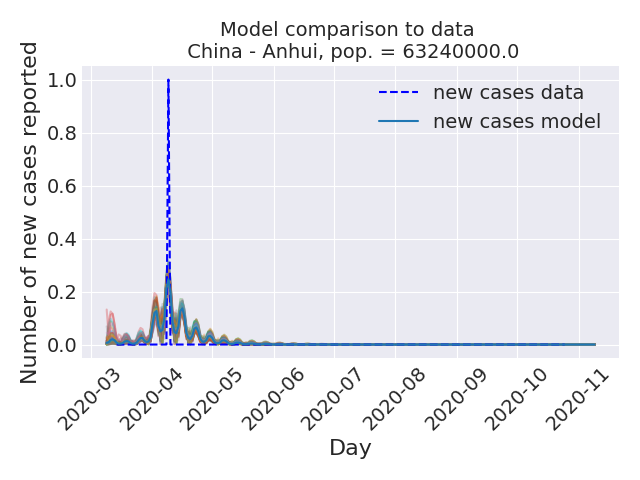 Model comparison to data
China - Anhui, pop. = 63240000.0
Number of new cases reported
1.0
0.8
0.6
0.4
0.2
0.0
new cases data
new cases model
2020-03
2020-04
2020-05
2020-06
2020-07
2020-08
2020-09
2020-10
2020-11
Day